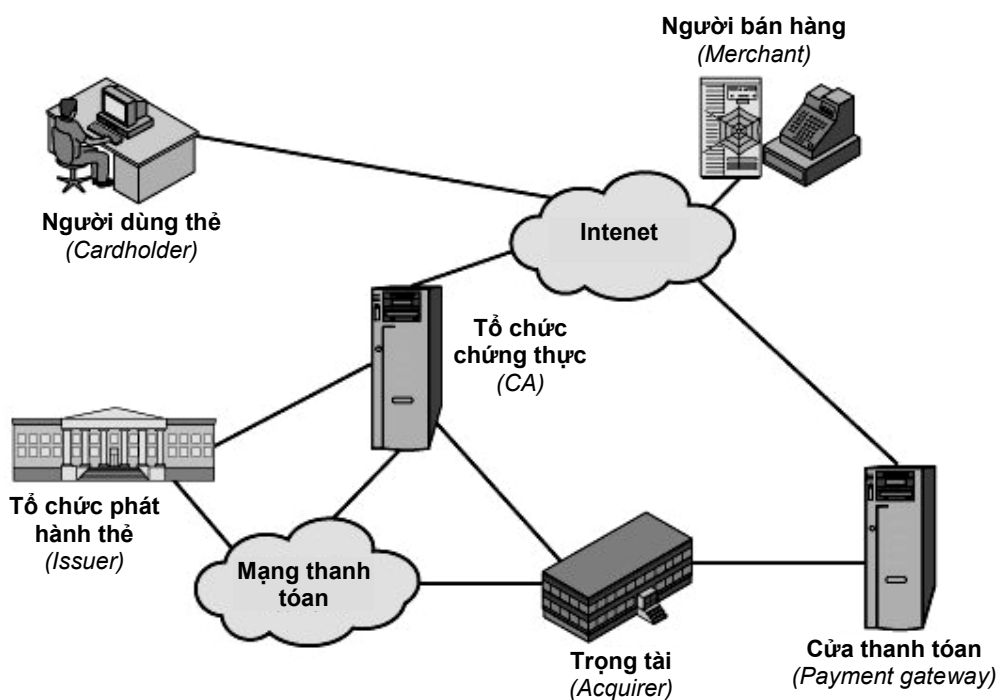 Người bán hàng
(Merchant)
Người dùng thẻ
(Cardholder)
Intenet
Tổ chức
chứng thực
(CA)
Tổ chức phát
hành thẻ
(Issuer)
Mạng thanh
tóan
Trọng tài
(Acquirer)
Cửa thanh tóan
(Payment gateway)